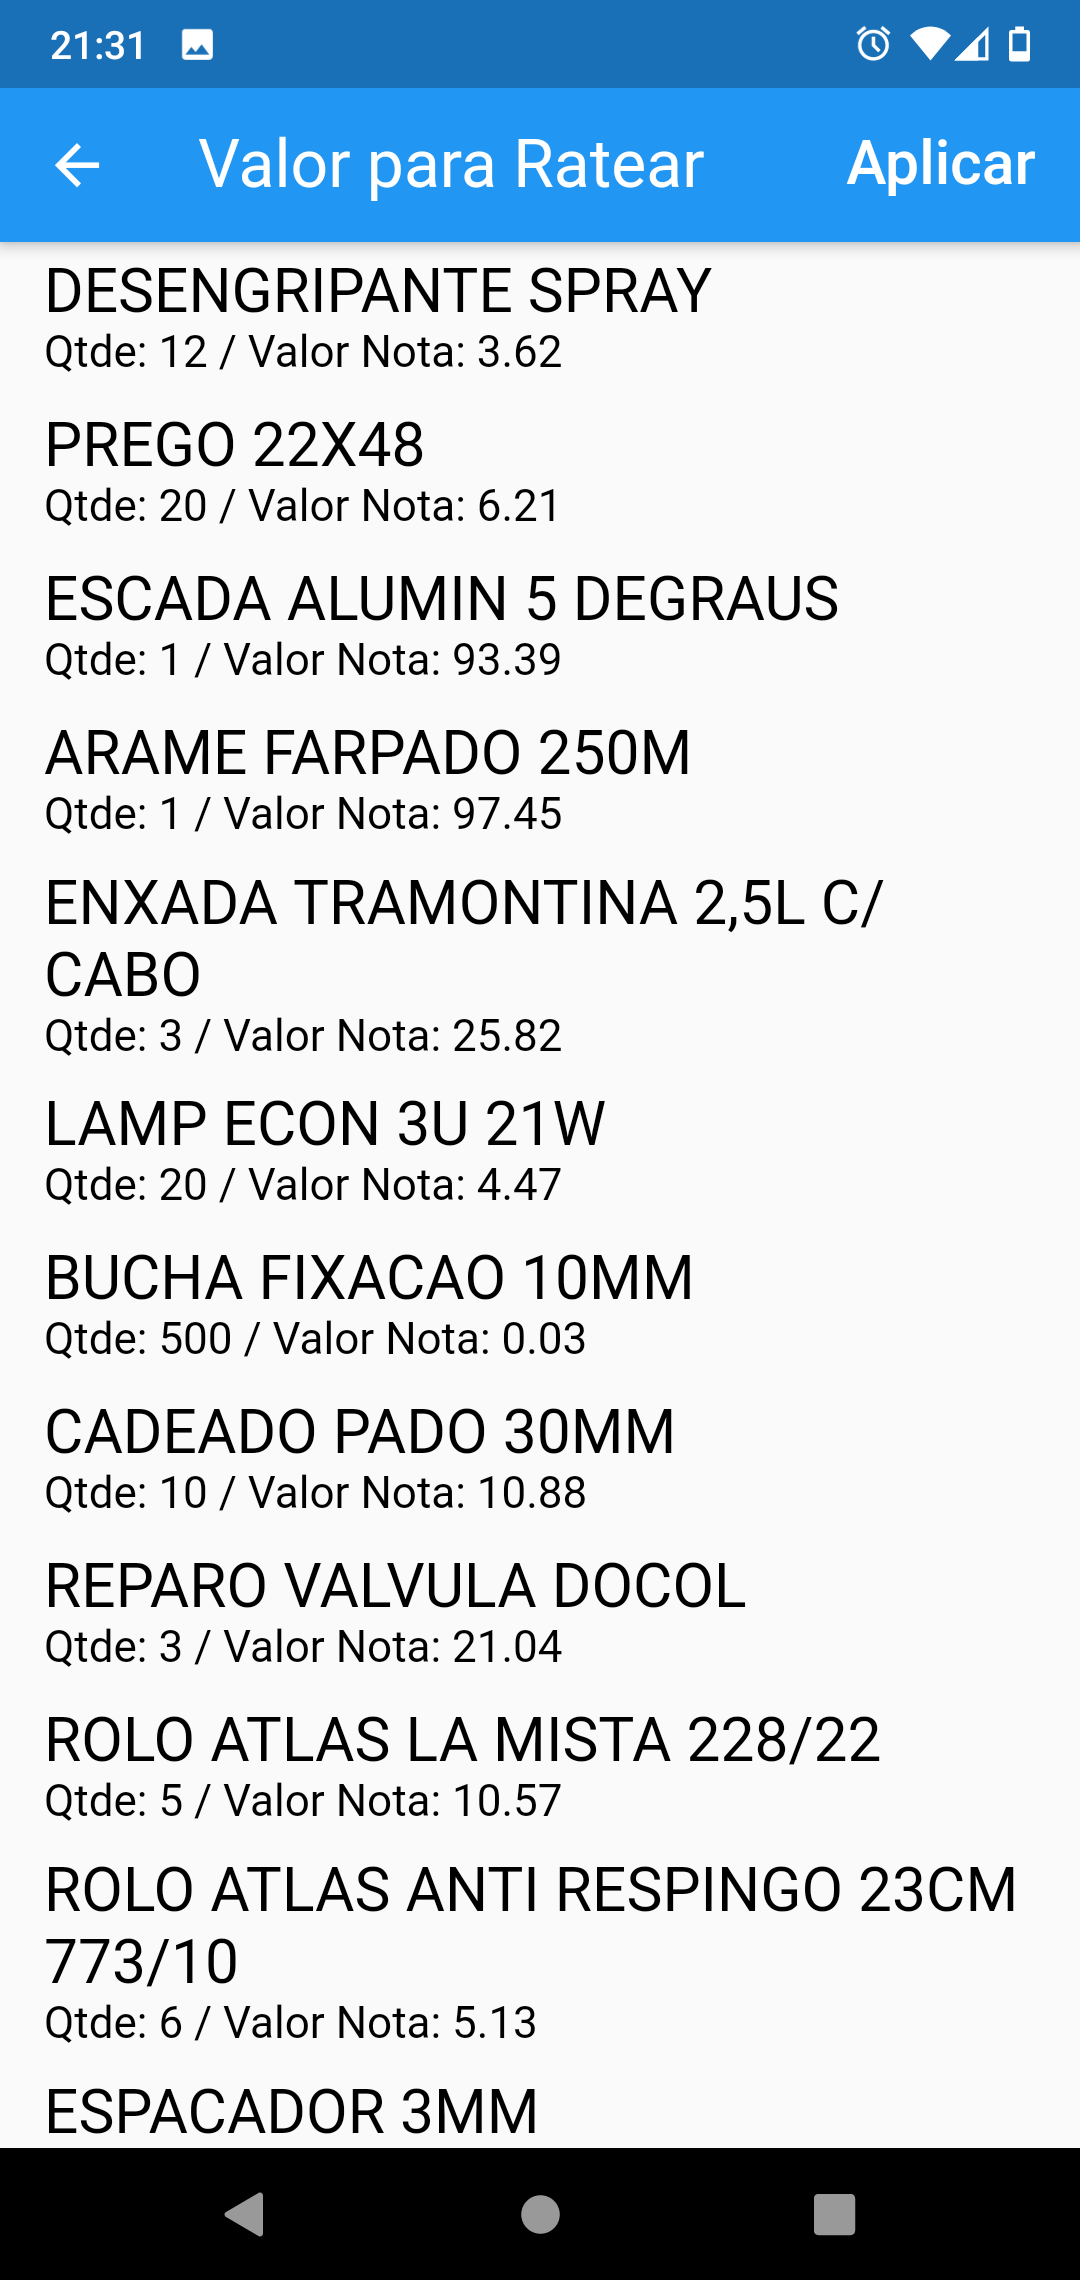 21:31
Valor para Ratear
Aplicar
DESENGRIPANTE SPRAY
Qtde: 12 / Valor Nota: 3.62
PREGO 22X48
Qtde: 20 / Valor Nota: 6.21
ESCADA ALUMIN 5 DEGRAUS
Qtde: 1 / Valor Nota: 93.39
ARAME FARPADO 250M
Qtde: 1 / Valor Nota: 97.45
ENXADA TRAMONTINA 2,5L C/
CABO
Qtde: 3 / Valor Nota: 25.82
LAMP ECON 3U 21W
Qtde: 20 / Valor Nota: 4.47
BUCHA FIXACAO 10MM
Qtde: 500 / Valor Nota: 0.03
CADEADO PADO 30MM
Qtde: 10 / Valor Nota: 10.88
REPARO VALVULA DOCOL
Qtde: 3 / Valor Nota: 21.04
ROLO ATLAS LA MISTA 228/22
Qtde: 5 / Valor Nota: 10.57
ROLO ATLAS ANTI RESPINGO 23CM
773/10
Qtde: 6 / Valor Nota: 5.13
ESPACADOR 3MM